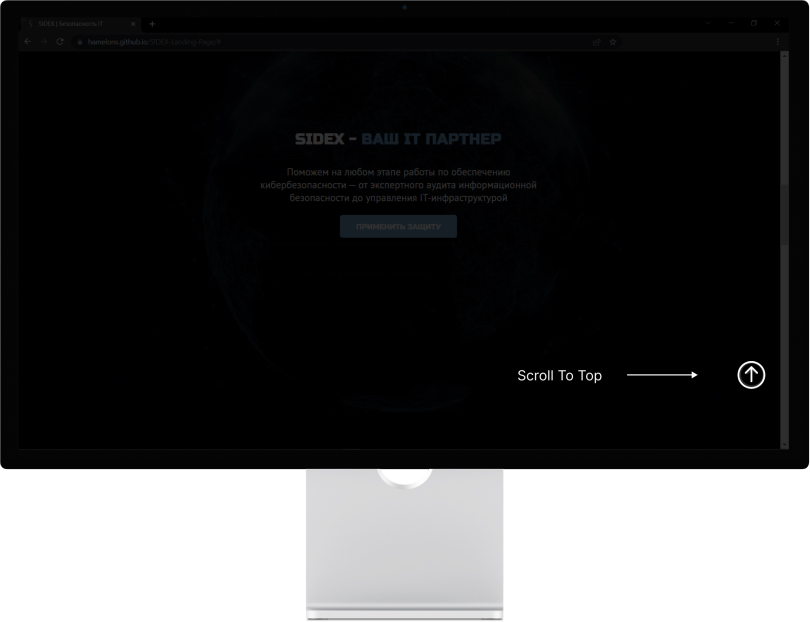 SIDEX | Безопасность IT
hamelons.github.io/SIDEX-Landing-Page/#
SIDEX - ВАШ IT ПАРТНЕР
Поможем на любом этапе работы по обеспечению
кибербезопасности — от экспертного аудита информационной
безопасности до управления IT-инфраструктурой
ПРИМЕНИТЬ ЗАЩИТУ
Scroll To Top